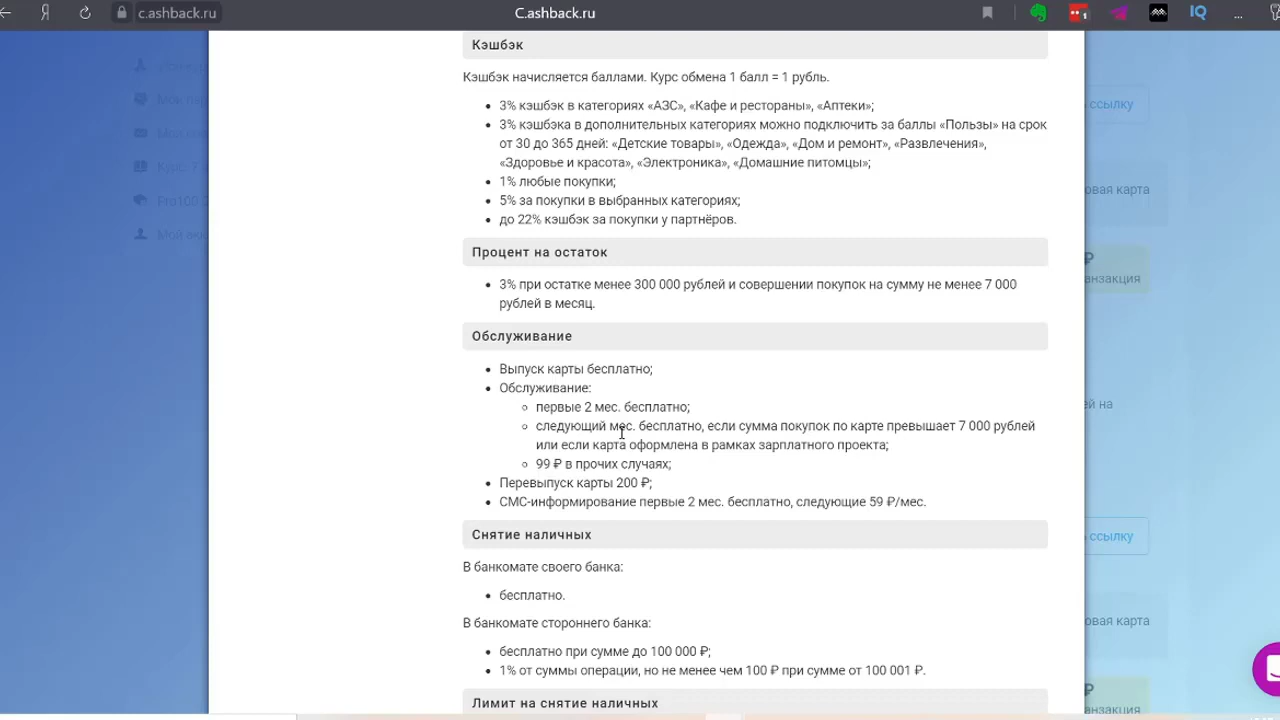 c.ashback.ru
C.ashback.ru
1
IQ
...
Кэшбэк
Кэшбэк начисляется баллами. Курс обмена 1 балл = 1 рубль.
• 3% кэшбэк в категориях «АЗС», «Кафе и рестораны», «Аптеки»;
• 3% кэшбэка в дополнительных категориях можно подключить за баллы «Пользы» на срок
от 30 до 365 дней: «Детские товары», «Одежда», «Дом и ремонт», «Развлечения»,
«Здоровье и красота», «Электроника», «Домашние питомцы»;
• 1% любые покупки;
• 5% за покупки в выбранных категориях;
• до 22% кэшбэк за покупки у партнёров.
Процент на остаток
• 3% при остатке менее 300 000 рублей и совершении покупок на сумму не менее 7 000
рублей в месяц.
Обслуживание
• Выпуск карты бесплатно;
• Обслуживание:
◦ первые 2 мес. бесплатно;
◦ следующий мес. бесплатно, если сумма покупок по карте превышает 7 000 рублей
или если карта оформлена в рамках зарплатного проекта;
◦ 99 ₽ в прочих случаях;
• Перевыпуск карты 200 ₽;
• СМС-информирование первые 2 мес. бесплатно, следующие 59 ₽/мес.
Снятие наличных
В банкомате своего банка:
• бесплатно.
В банкомате стороннего банка:
• бесплатно при сумме до 100 000 ₽;
• 1% от суммы операции, но не менее чем 100 ₽ при сумме от 100 001 ₽.
Лимит на снятие наличных
ссылку
овая карта
₽
анзакция
ей на
ссылку
овая карта
₽
анзакция